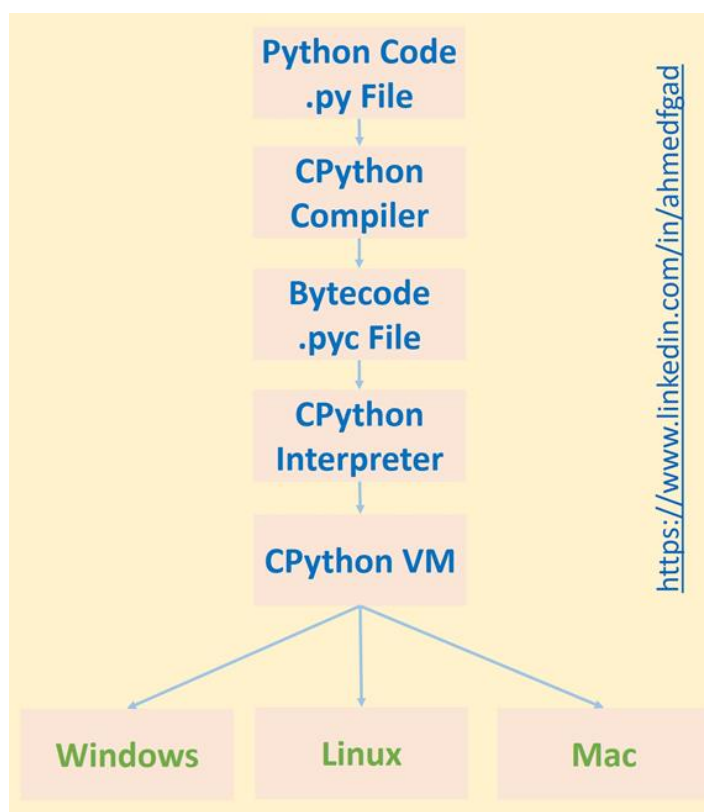 Python Code
.py File
CPython
Compiler
Bytecode
.pyc File
CPython
Interpreter
CPython VM
Windows
Linux
Mac
https://www.linkedin.com/in/ahmedfgad